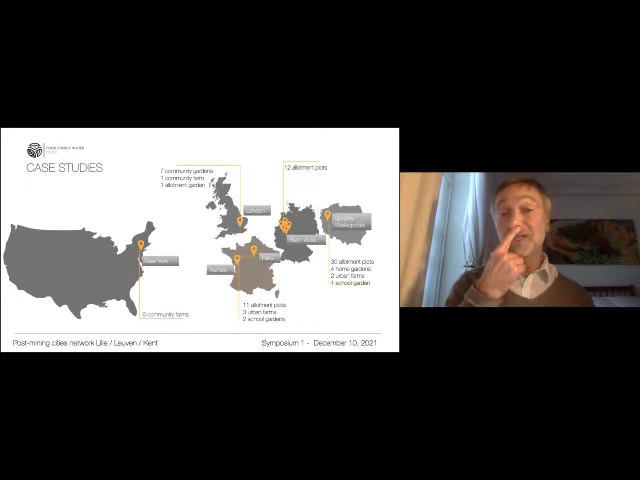 FOOD ENERGY WATER
CASE STUDIES
7 community gardens
1 community farm
1 allotment garden
12 allotment plots
London
Gorzow
Wielkopolski
Ruhr Area
New York
Paris
Nantes
30 allotment plots
4 home gardens
2 urban farms
1 school garden
6 community farms
11 allotment plots
3 urban farms
2 school gardens
Post-mining cities network Lille / Leuven / Kent
Symposium 1 - December 10, 2021